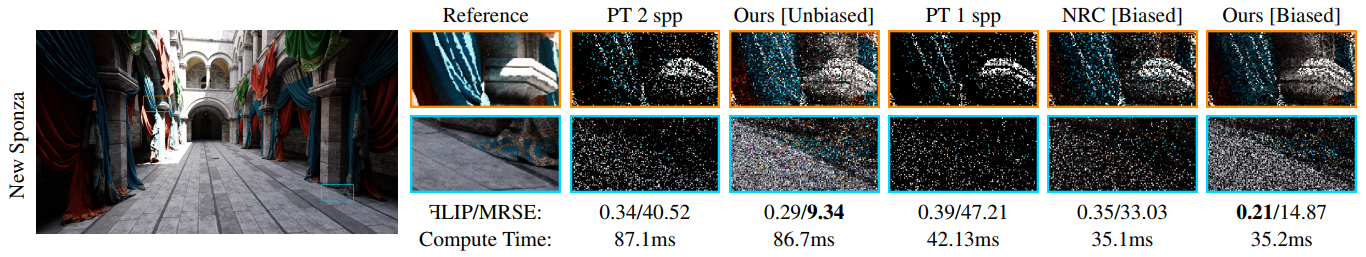 Reference PT 2 spp Ours [Unbiased] PT 1 spp NRC [Biased] Ours [Biased]
New Sponza
ꟻLIP/MRSE: 0.34/40.52 0.29/9.34 0.39/47.21 0.35/33.03 0.21/14.87
Compute Time: 87.1ms 86.7ms 42.13ms 35.1ms 35.2ms